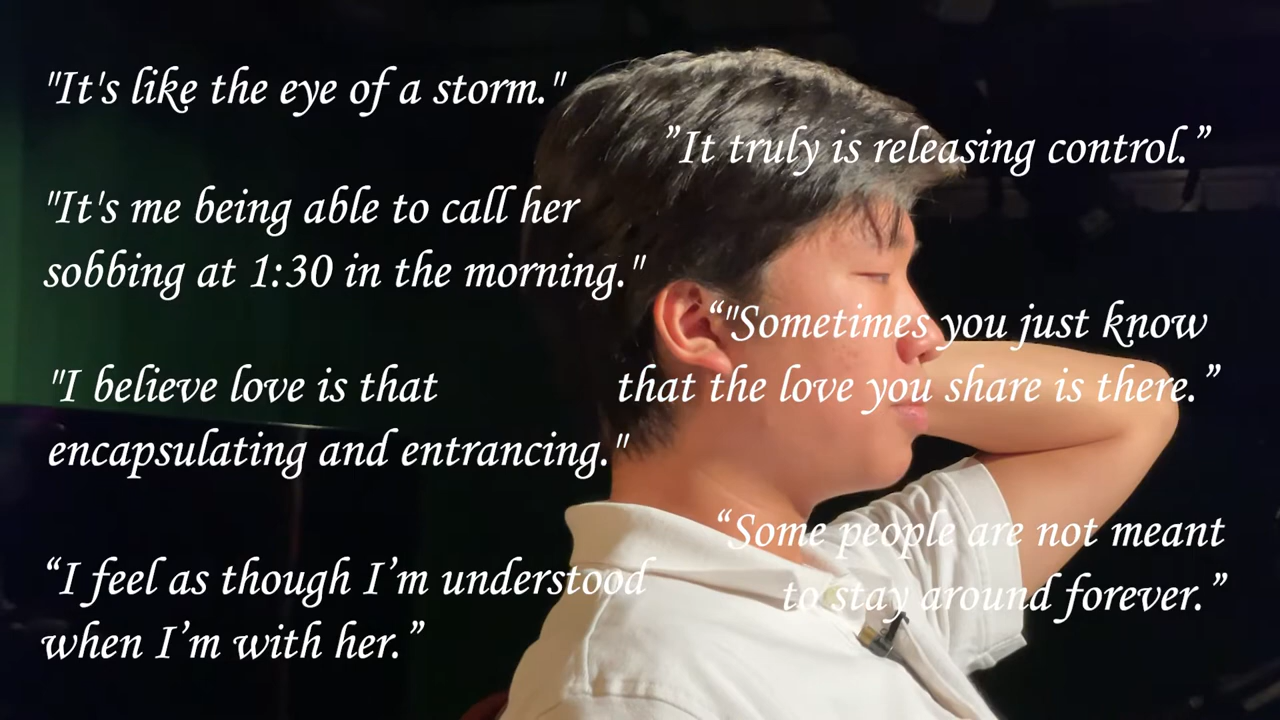 "It's like the eye of a storm."
”It truly is releasing control.”
"It's me being able to call her
sobbing at 1:30 in the morning."
“"Sometimes you just know
that the love you share is there.”
"I believe love is that
encapsulating and entrancing."
“Some people are not meant
to stay around forever.”
“I feel as though I’m understood
when I’m with her.”